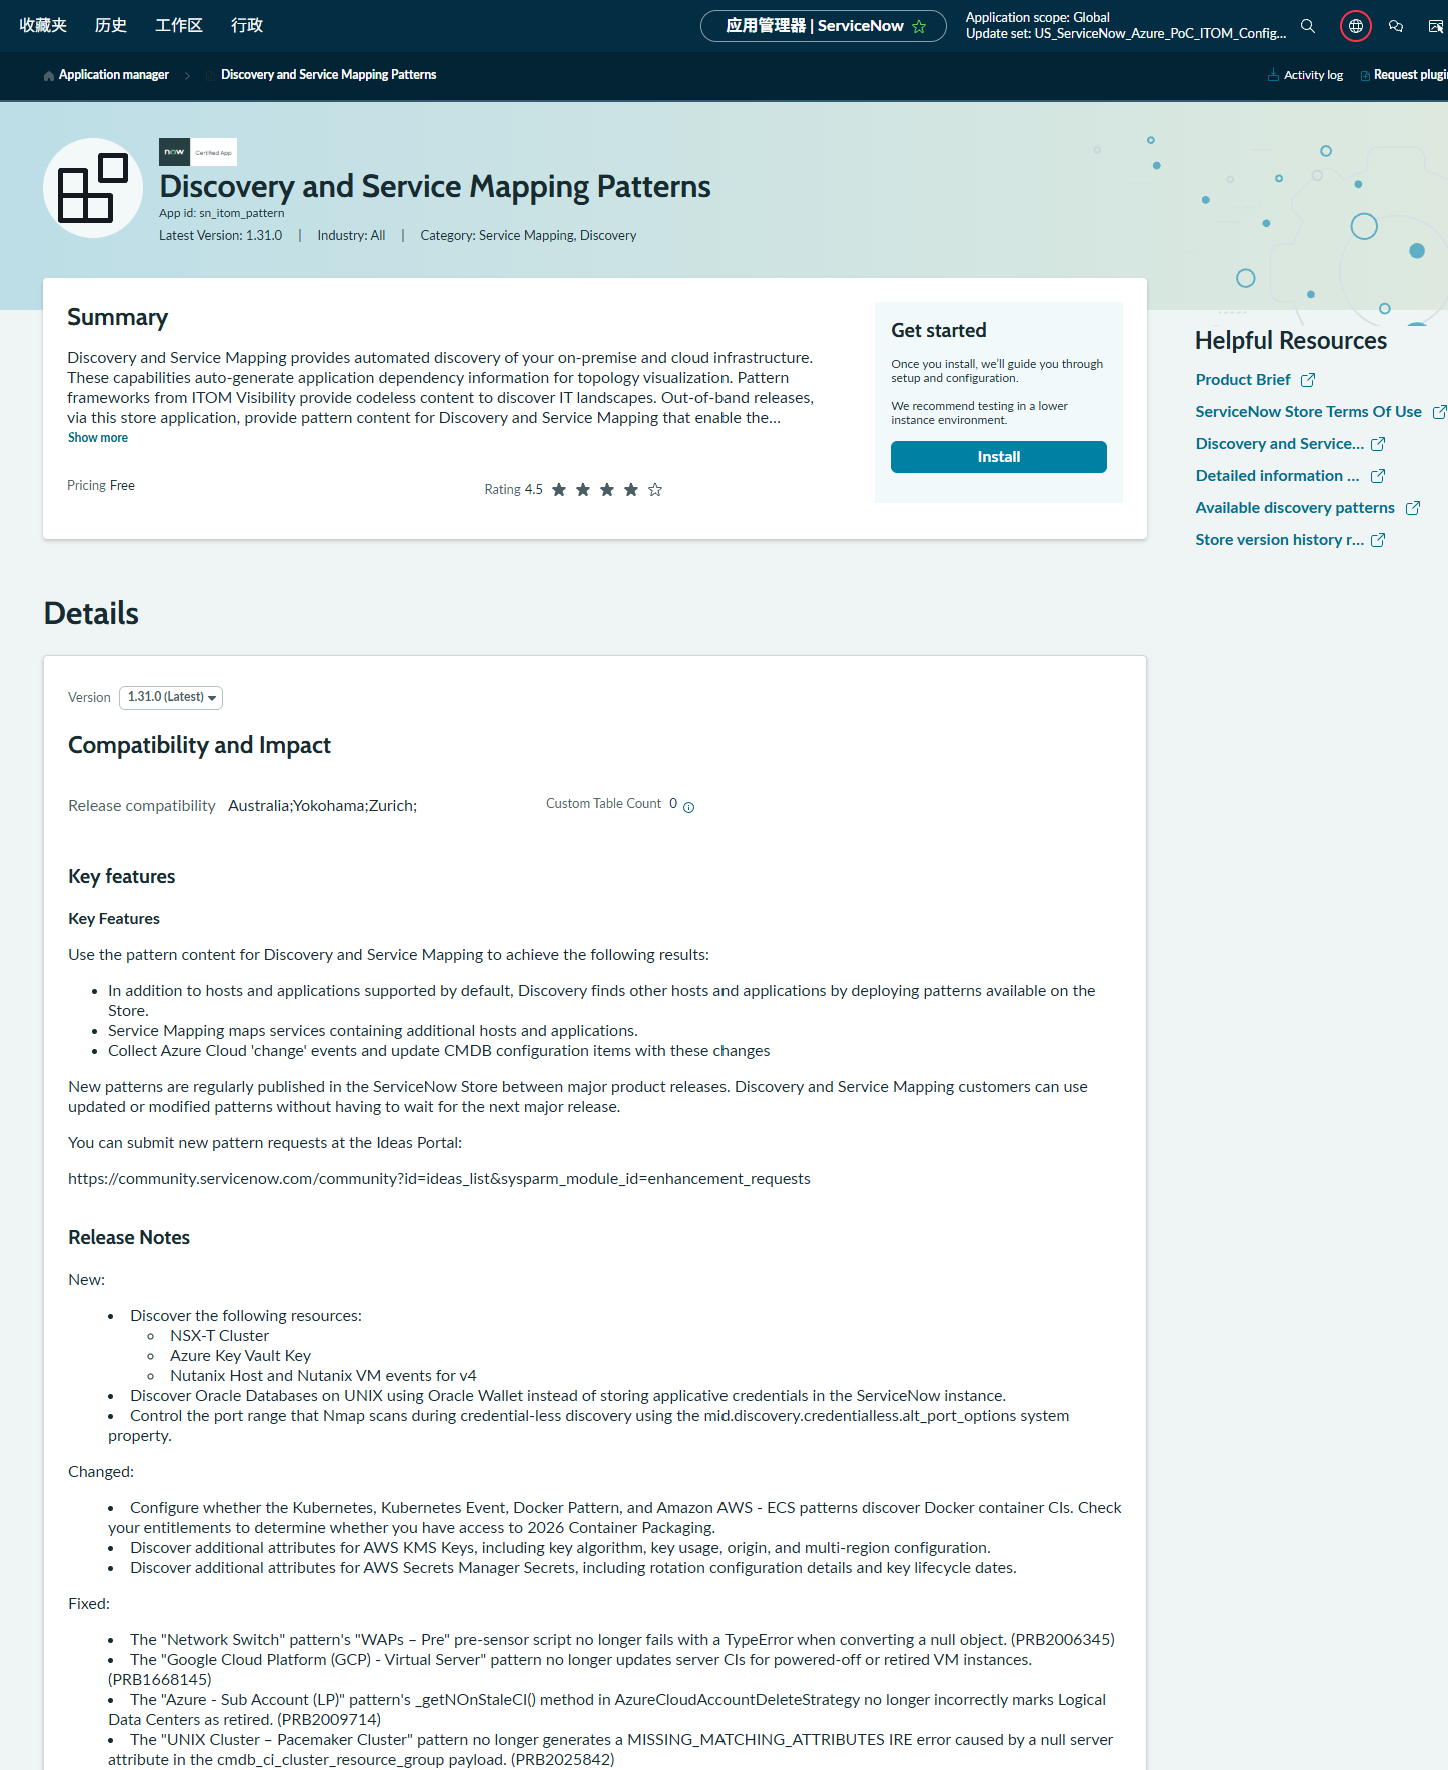 收藏夹 历史 工作区 行政
应用管理器 | ServiceNow
Application scope: Global
Update set: US_ServiceNow_Azure_PoC_ITOM_Config...
Application manager
Discovery and Service Mapping Patterns
Activity log
Request plugi
now Certified App
Discovery and Service Mapping Patterns
App id: sn_itom_pattern
Latest Version: 1.31.0 | Industry: All | Category: Service Mapping, Discovery
Summary
Discovery and Service Mapping provides automated discovery of your on-premise and cloud infrastructure.
These capabilities auto-generate application dependency information for topology visualization. Pattern
frameworks from ITOM Visibility provide codeless content to discover IT landscapes. Out-of-band releases,
via this store application, provide pattern content for Discovery and Service Mapping that enable the...
Show more
Pricing Free
Rating 4.5
Get started
Once you install, we'll guide you through
setup and configuration.
We recommend testing in a lower
instance environment.
Install
Helpful Resources
Product Brief
ServiceNow Store Terms Of Use
Discovery and Service...
Detailed information ...
Available discovery patterns
Store version history r...
Details
Version 1.31.0 (Latest)
Compatibility and Impact
Release compatibility Australia;Yokohama;Zurich;
Custom Table Count 0
Key features
Key Features
Use the pattern content for Discovery and Service Mapping to achieve the following results:
• In addition to hosts and applications supported by default, Discovery finds other hosts and applications by deploying patterns available on the
Store.
• Service Mapping maps services containing additional hosts and applications.
• Collect Azure Cloud 'change' events and update CMDB configuration items with these changes
New patterns are regularly published in the ServiceNow Store between major product releases. Discovery and Service Mapping customers can use
updated or modified patterns without having to wait for the next major release.
You can submit new pattern requests at the Ideas Portal:
https://community.servicenow.com/community?id=ideas_list&sysparm_module_id=enhancement_requests
Release Notes
New:
• Discover the following resources:
◦ NSX-T Cluster
◦ Azure Key Vault Key
◦ Nutanix Host and Nutanix VM events for v4
• Discover Oracle Databases on UNIX using Oracle Wallet instead of storing applicative credentials in the ServiceNow instance.
• Control the port range that Nmap scans during credential-less discovery using the mid.discovery.credentialless.alt_port_options system
property.
Changed:
• Configure whether the Kubernetes, Kubernetes Event, Docker Pattern, and Amazon AWS - ECS patterns discover Docker container CIs. Check
your entitlements to determine whether you have access to 2026 Container Packaging.
• Discover additional attributes for AWS KMS Keys, including key algorithm, key usage, origin, and multi-region configuration.
• Discover additional attributes for AWS Secrets Manager Secrets, including rotation configuration details and key lifecycle dates.
Fixed:
• The "Network Switch" pattern's "WAPs – Pre" pre-sensor script no longer fails with a TypeError when converting a null object. (PRB2006345)
• The "Google Cloud Platform (GCP) - Virtual Server" pattern no longer updates server CIs for powered-off or retired VM instances.
(PRB1668145)
• The "Azure - Sub Account (LP)" pattern's _getNOnStaleCI() method in AzureCloudAccountDeleteStrategy no longer incorrectly marks Logical
Data Centers as retired. (PRB2009714)
• The "UNIX Cluster – Pacemaker Cluster" pattern no longer generates a MISSING_MATCHING_ATTRIBUTES IRE error caused by a null server
attribute in the cmdb_ci_cluster_resource_group payload. (PRB2025842)